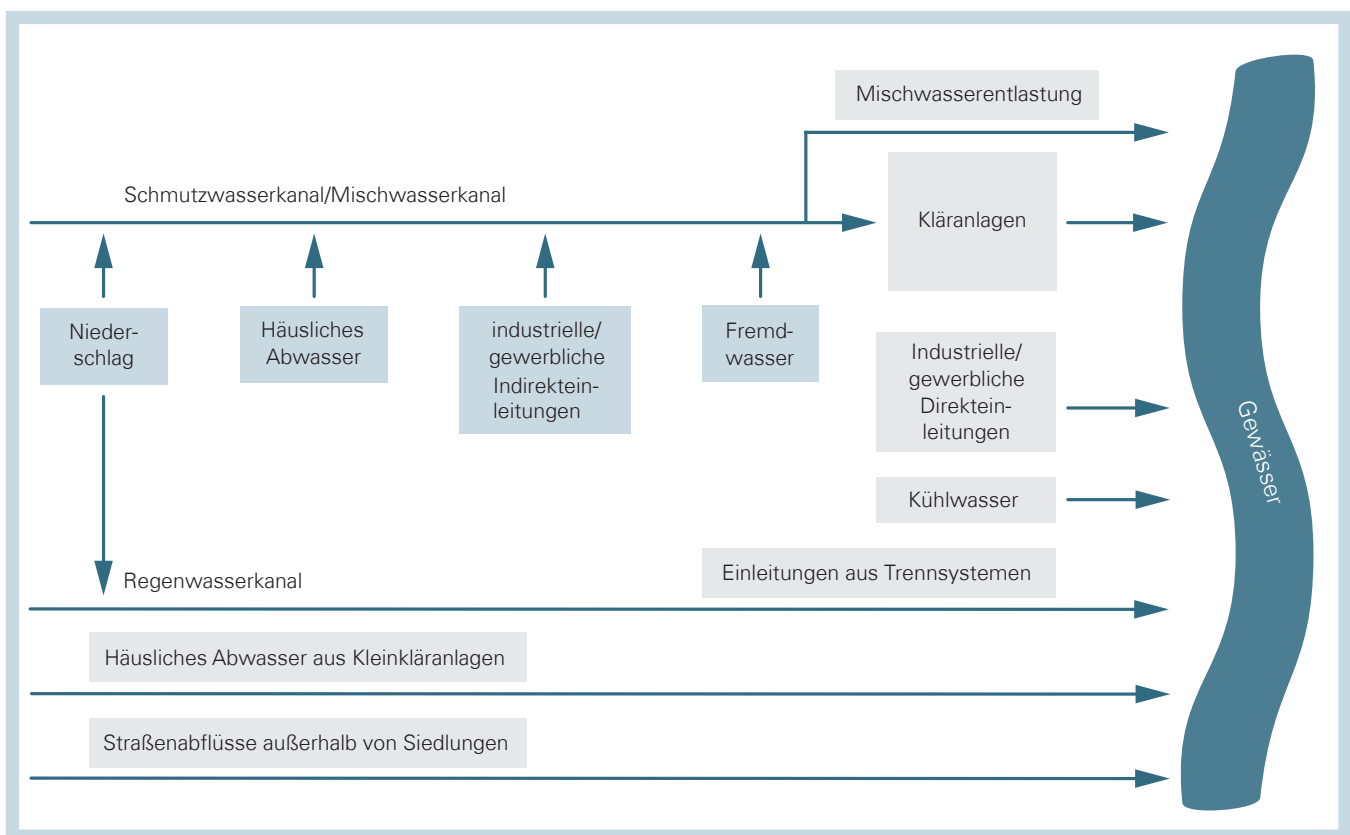 Mischwasserentlastung
Schmutzwasserkanal/Mischwasserkanal
Kläranlagen
Nieder-
schlag
Häusliches
Abwasser
industrielle/
gewerbliche
Indirektein-
leitungen
Fremd-
wasser
Industrielle/
gewerbliche
Direktein-
leitungen
Gewässer
Kühlwasser
Einleitungen aus Trennsystemen
Regenwasserkanal
Häusliches Abwasser aus Kleinkläranlagen
Straßenabflüsse außerhalb von Siedlungen